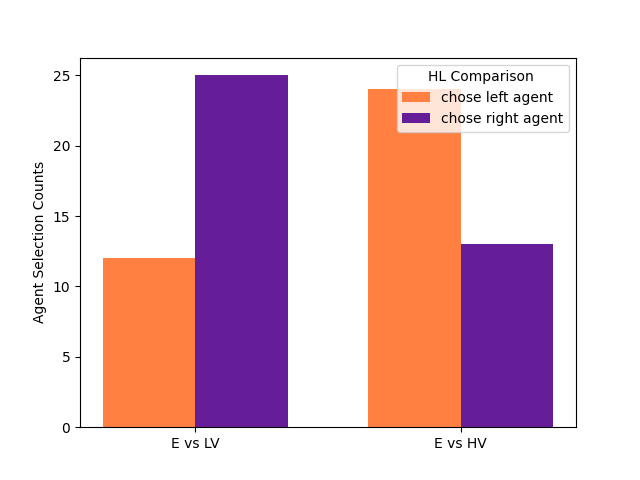 HL Comparison
chose left agent
chose right agent
Agent Selection Counts
25
20
15
10
5
0
E vs LV
E vs HV